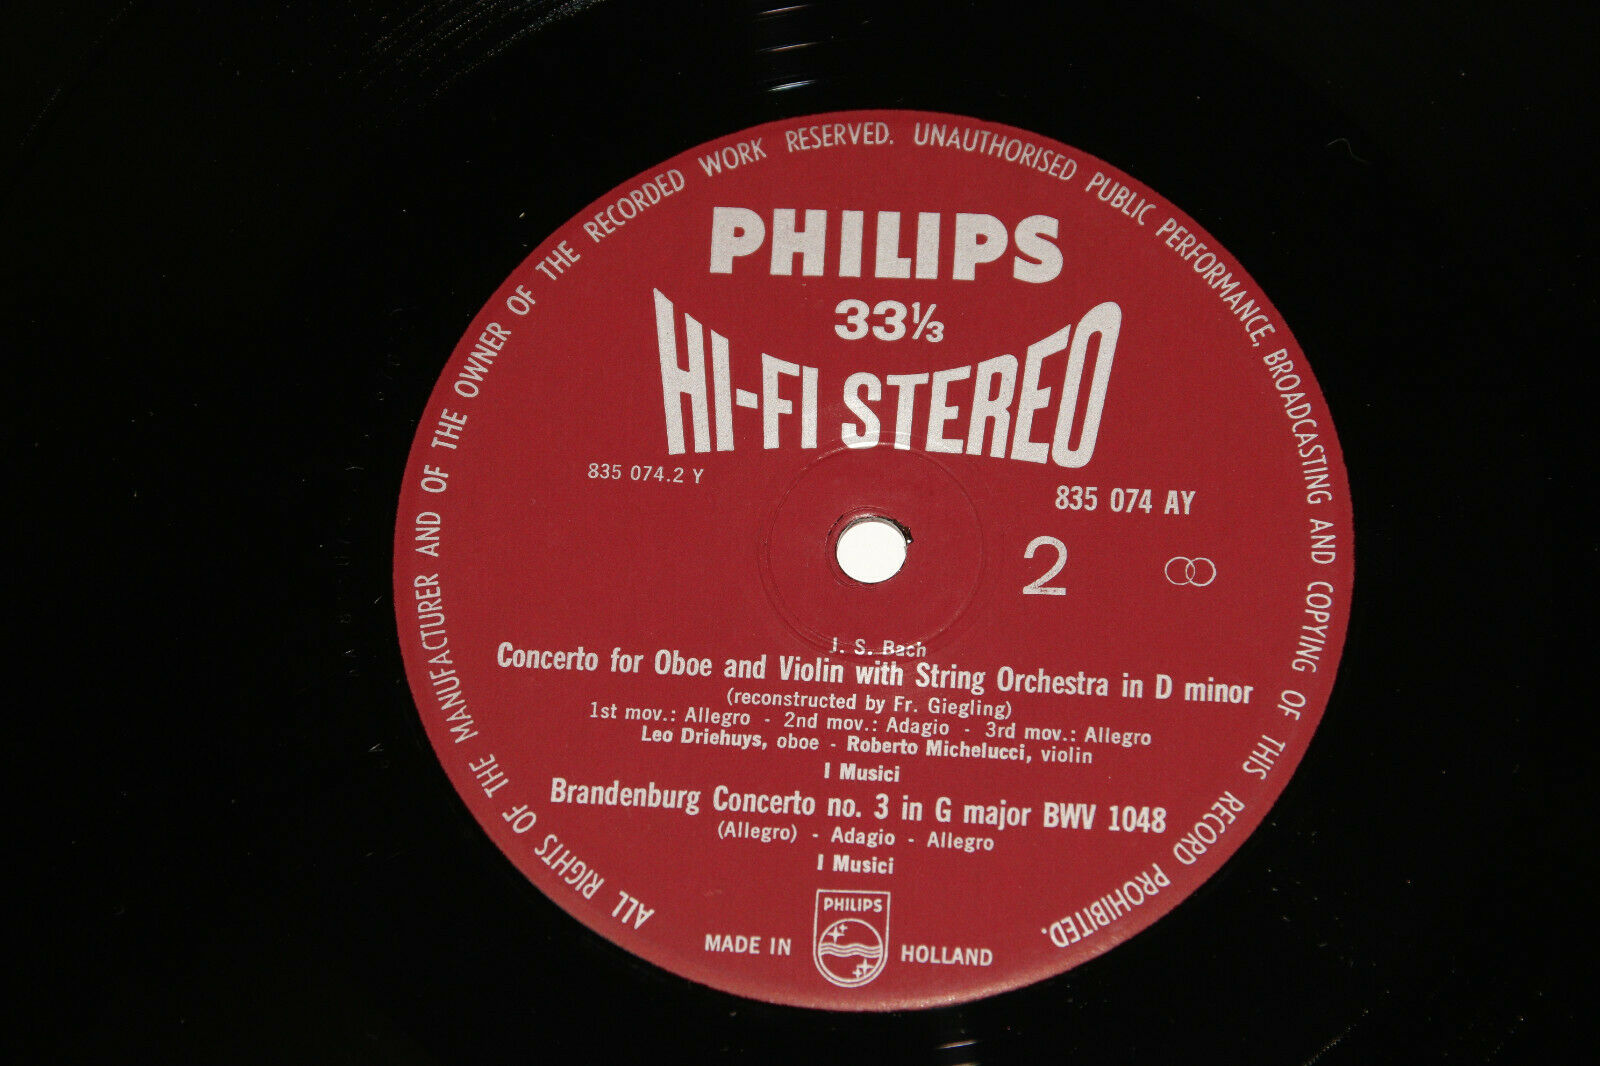 ALL RIGHTS OF THE MANUFACTURER AND OF THE OWNER OF THE RECORDED WORK RESERVED. UNAUTHORISED PUBLIC PERFORMANCE, BROADCASTING AND COPYING OF THIS RECORD PROHIBITED.
PHILIPS
33⅓
HI-FI STEREO
835 074.2 Y
835 074 AY
2
J. S. Bach
Concerto for Oboe and Violin with String Orchestra in D minor
(reconstructed by Fr. Giegling)
1st mov.: Allegro - 2nd mov.: Adagio - 3rd mov.: Allegro
Leo Driehuys, oboe - Roberto Michelucci, violin
I Musici
Brandenburg Concerto no. 3 in G major BWV 1048
(Allegro) - Adagio - Allegro
I Musici
PHILIPS
MADE IN HOLLAND